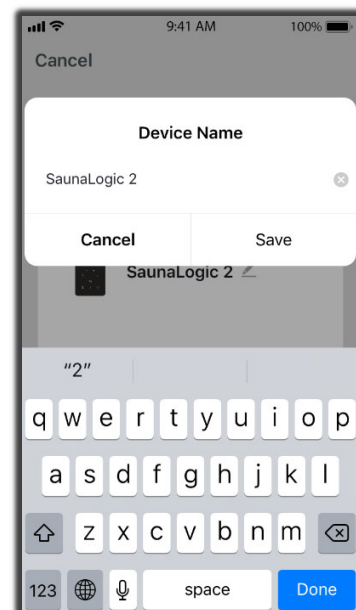 9:41 AM 100%
Cancel
Device Name
SaunaLogic 2
Cancel Save
SaunaLogic 2
“2”
q w e r t y u i o p
a s d f g h j k l
z x c v b n m
123 space Done